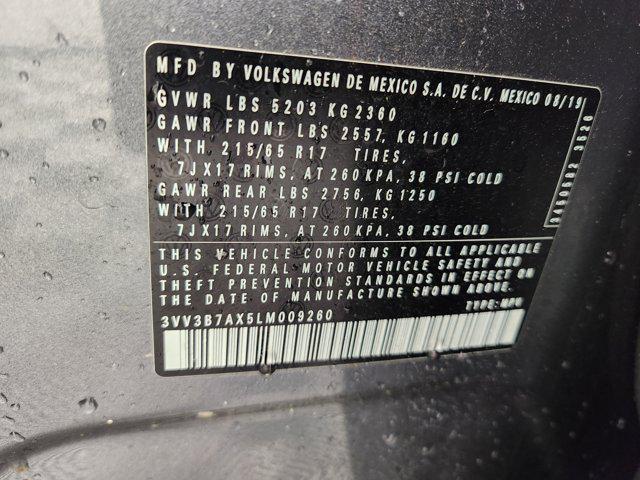 MFD BY VOLKSWAGEN DE MEXICO S.A. DE C.V. MEXICO 08/19
GVWR LBS 5203 KG 2360
GAWR FRONT LBS 2557, KG 1160
WITH 215/65 R17 TIRES,
7JX17 RIMS, AT 260 KPA, 38 PSI COLD
GAWR REAR LBS 2756, KG 1250
WITH 215/65 R17 TIRES,
7JX17 RIMS, AT 260 KPA, 38 PSI COLD
THIS VEHICLE CONFORMS TO ALL APPLICABLE
U.S. FEDERAL MOTOR VEHICLE SAFETY AND
THEFT PREVENTION STANDARDS IN EFFECT ON
THE DATE OF MANUFACTURE SHOWN ABOVE.
3VV3B7AX5LM009260 TYPE: MPV